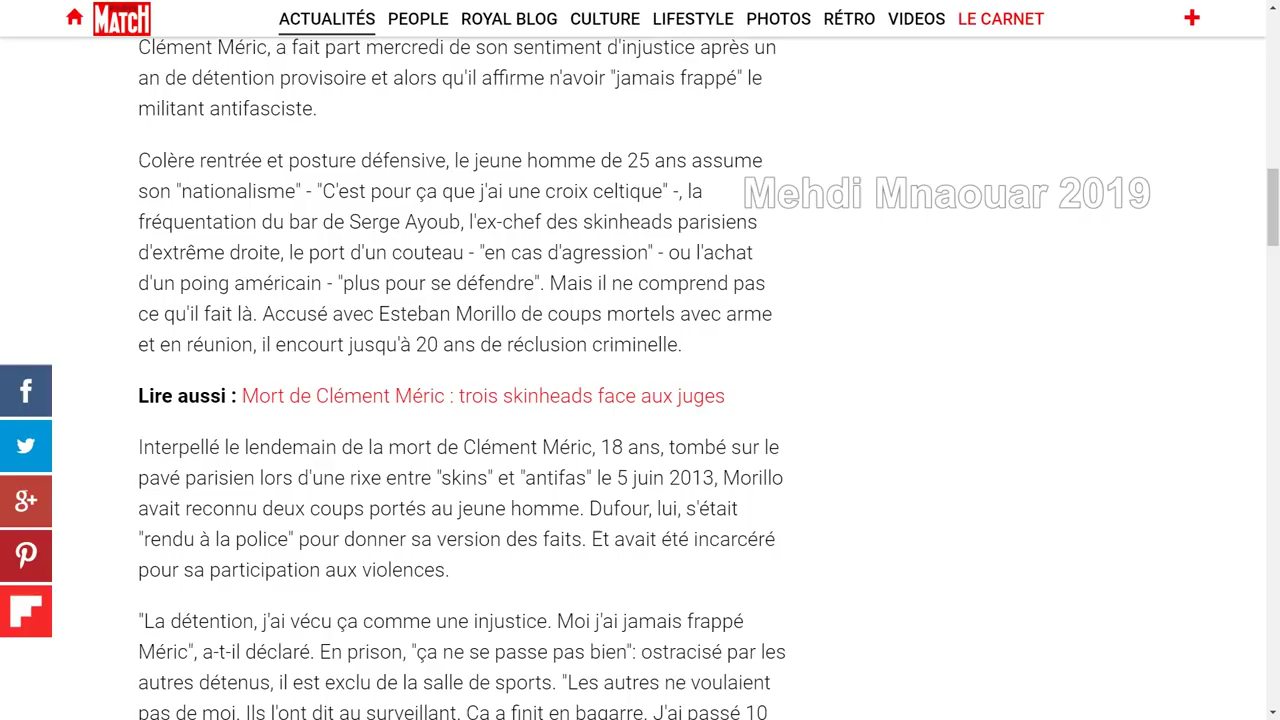 MATCH
ACTUALITÉS PEOPLE ROYAL BLOG CULTURE LIFESTYLE PHOTOS RÉTRO VIDEOS LE CARNET +
Clément Méric, a fait part mercredi de son sentiment d'injustice après un
an de détention provisoire et alors qu'il affirme n'avoir "jamais frappé" le
militant antifasciste.
Colère rentrée et posture défensive, le jeune homme de 25 ans assume
son "nationalisme" - "C'est pour ça que j'ai une croix celtique" -, la
Mehdi Mnaouar 2019
fréquentation du bar de Serge Ayoub, l'ex-chef des skinheads parisiens
d'extrême droite, le port d'un couteau - "en cas d'agression" - ou l'achat
d'un poing américain - "plus pour se défendre". Mais il ne comprend pas
ce qu'il fait là. Accusé avec Esteban Morillo de coups mortels avec arme
et en réunion, il encourt jusqu'à 20 ans de réclusion criminelle.
Lire aussi : Mort de Clément Méric : trois skinheads face aux juges
Interpellé le lendemain de la mort de Clément Méric, 18 ans, tombé sur le
pavé parisien lors d'une rixe entre "skins" et "antifas" le 5 juin 2013, Morillo
avait reconnu deux coups portés au jeune homme. Dufour, lui, s'était
"rendu à la police" pour donner sa version des faits. Et avait été incarcéré
pour sa participation aux violences.
"La détention, j'ai vécu ça comme une injustice. Moi j'ai jamais frappé
Méric", a-t-il déclaré. En prison, "ça ne se passe pas bien": ostracisé par les
autres détenus, il est exclu de la salle de sports. "Les autres ne voulaient
pas de moi. Ils l'ont dit au surveillant. Ça a fini en bagarre. J'ai passé 10